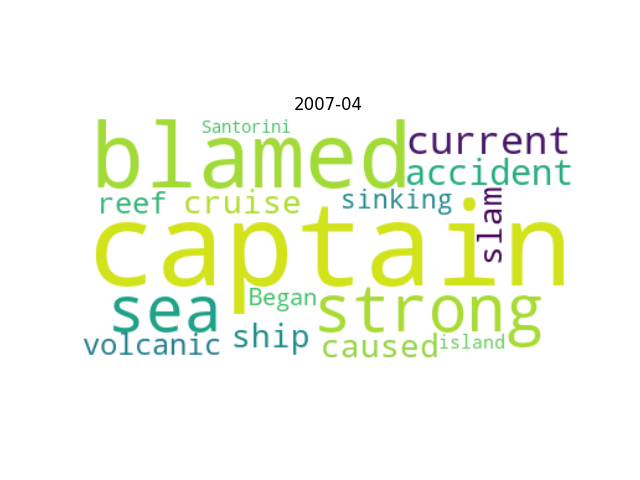 2007-04
Santorini
blamed current
accident
reef cruise sinking slam
captain
sea Began strong
volcanic ship caused island